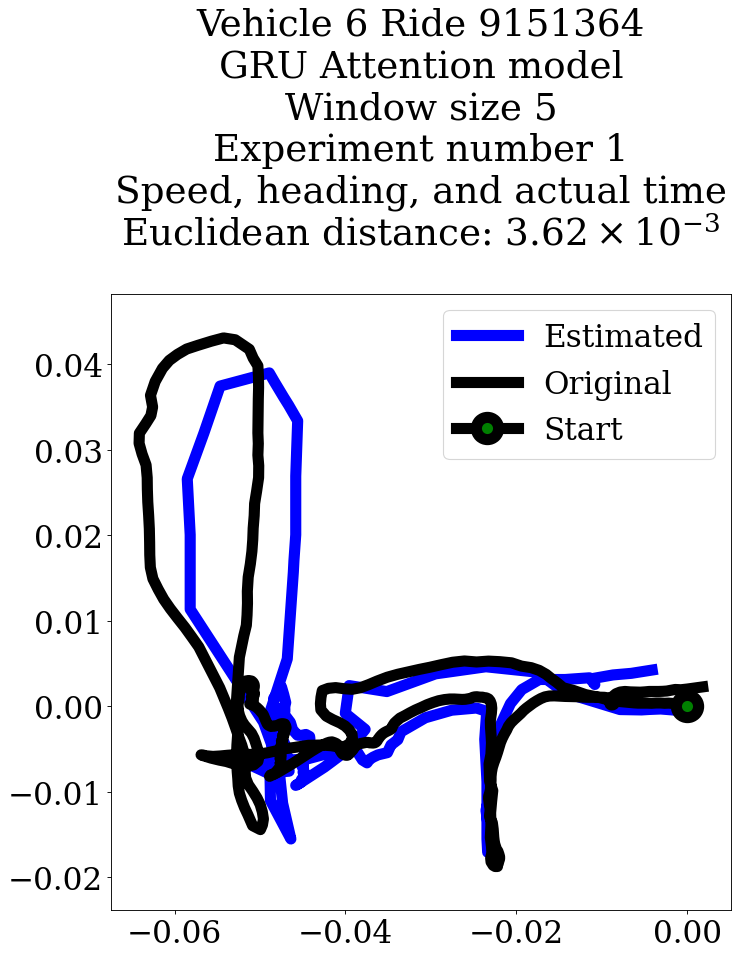 Vehicle 6 Ride 9151364
GRU Attention model
Window size 5
Experiment number 1
Speed, heading, and actual time
Euclidean distance: 3.62 × 10⁻³
Estimated
Original
Start
0.04
0.03
0.02
0.01
0.00
−0.01
−0.02
−0.06
−0.04
−0.02
0.00